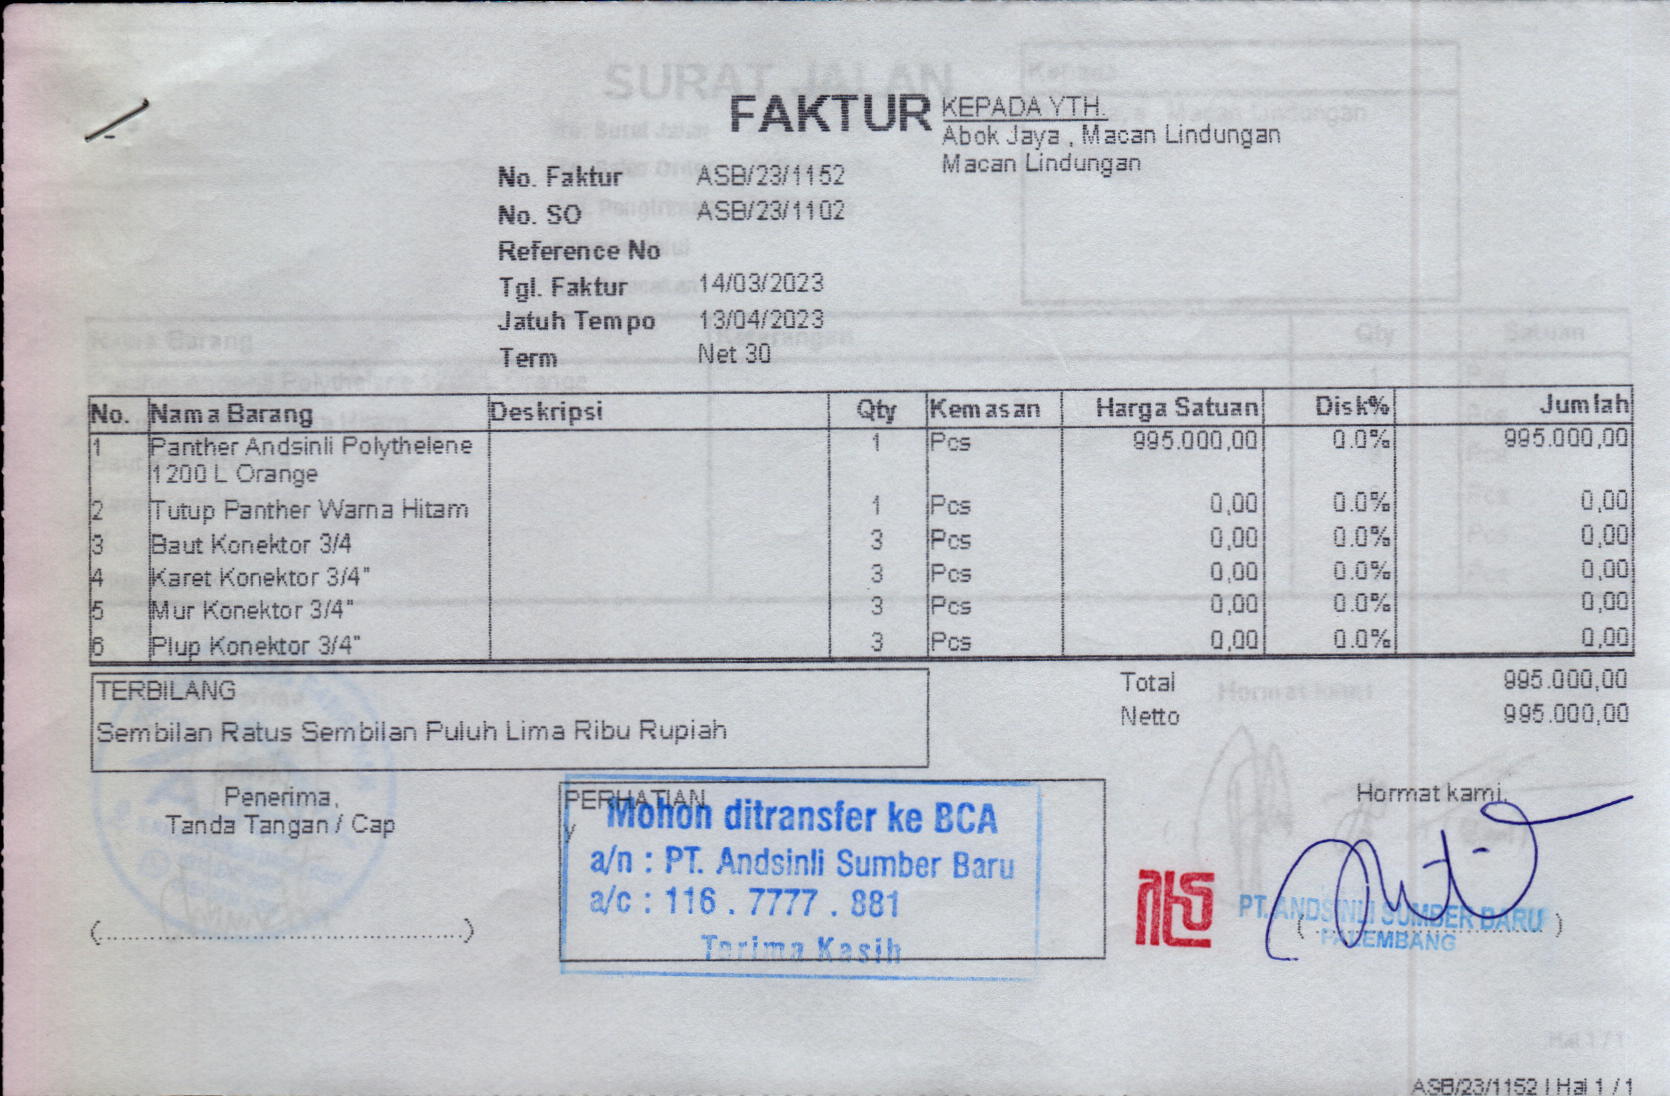 FAKTUR
KEPADA YTH.
Abok Jaya , Macan Lindungan
Macan Lindungan
No. Faktur ASB/23/1152
No. SO ASB/23/1102
Reference No
Tgl. Faktur 14/03/2023
Jatuh Tempo 13/04/2023
Term Net 30
No. Nama Barang Deskripsi Qty Kemasan Harga Satuan Disk% Jumlah
1 Panther Andsinli Polythelene 1 Pcs 995.000,00 0.0% 995.000,00
1200 L Orange
2 Tutup Panther Warna Hitam 1 Pcs 0,00 0.0% 0,00
3 Baut Konektor 3/4 3 Pcs 0,00 0.0% 0,00
4 Karet Konektor 3/4" 3 Pcs 0,00 0.0% 0,00
5 Mur Konektor 3/4" 3 Pcs 0,00 0.0% 0,00
6 Plup Konektor 3/4" 3 Pcs 0,00 0.0% 0,00
TERBILANG
Sembilan Ratus Sembilan Puluh Lima Ribu Rupiah
Total 995.000,00
Netto 995.000,00
Penerima,
Tanda Tangan / Cap
(........................................)
PERHATIAN
y
Mohon ditransfer ke BCA
a/n : PT. Andsinli Sumber Baru
a/c : 116 . 7777 . 881
Terima Kasih
Hormat kami,
PT. ANDSINLI SUMBER BARU
PALEMBANG
ASB/23/1152 | Hal 1 / 1
SURAT JALAN
Qty
Satuan
Hal 1 / 1